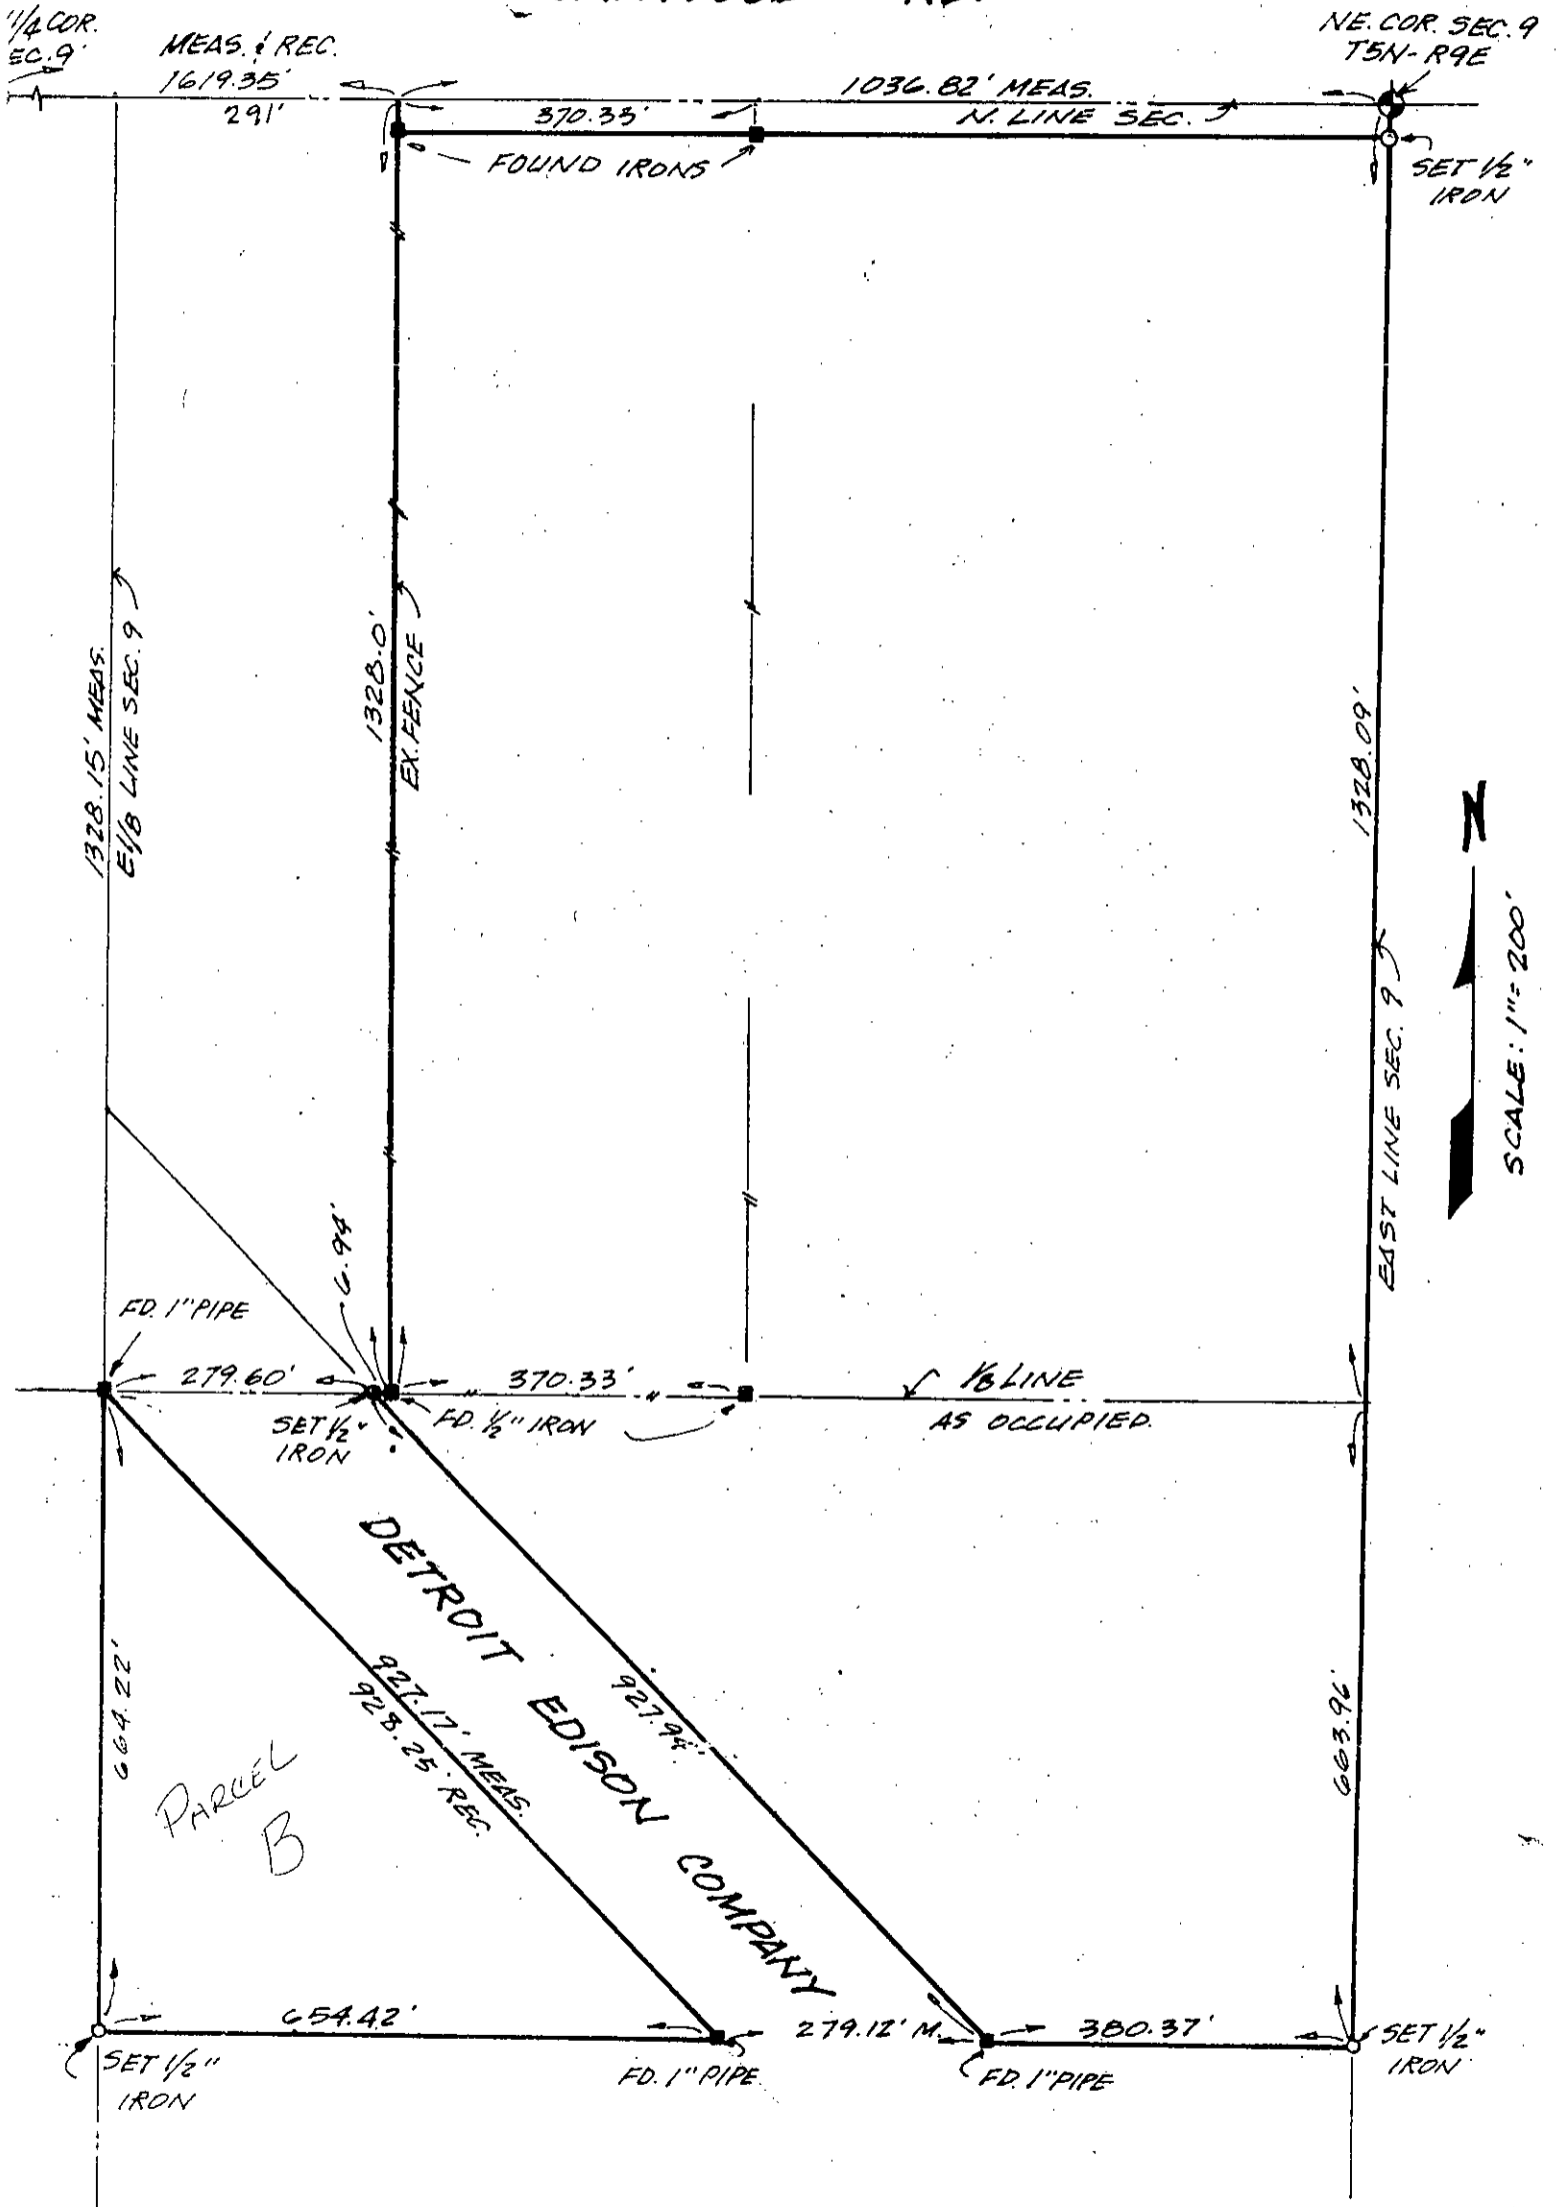 1/4 COR.
EC. 9
MEAS. & REC.
1619.35'
291'
370.33'
1036.82' MEAS.
N. LINE SEC.
NE. COR. SEC. 9
T5N-R9E
FOUND IRONS
SET 1/2"
IRON
1328.15' MEAS.
E 1/8 LINE SEC. 9
1328.0'
EX. FENCE
1328.09'
EAST LINE SEC. 9
N
SCALE: 1"= 200'
6.94'
FD. 1" PIPE
279.60'
370.33'
1/8 LINE
AS OCCUPIED.
SET 1/2"
IRON
FD. 1/2" IRON
DETROIT EDISON COMPANY
664.22'
927.17' MEAS.
928.25' REC.
927.94'
663.96'
PARCEL
B
654.42'
279.12' M.
380.37'
SET 1/2"
IRON
FD. 1" PIPE
FD. 1" PIPE
SET 1/2"
IRON